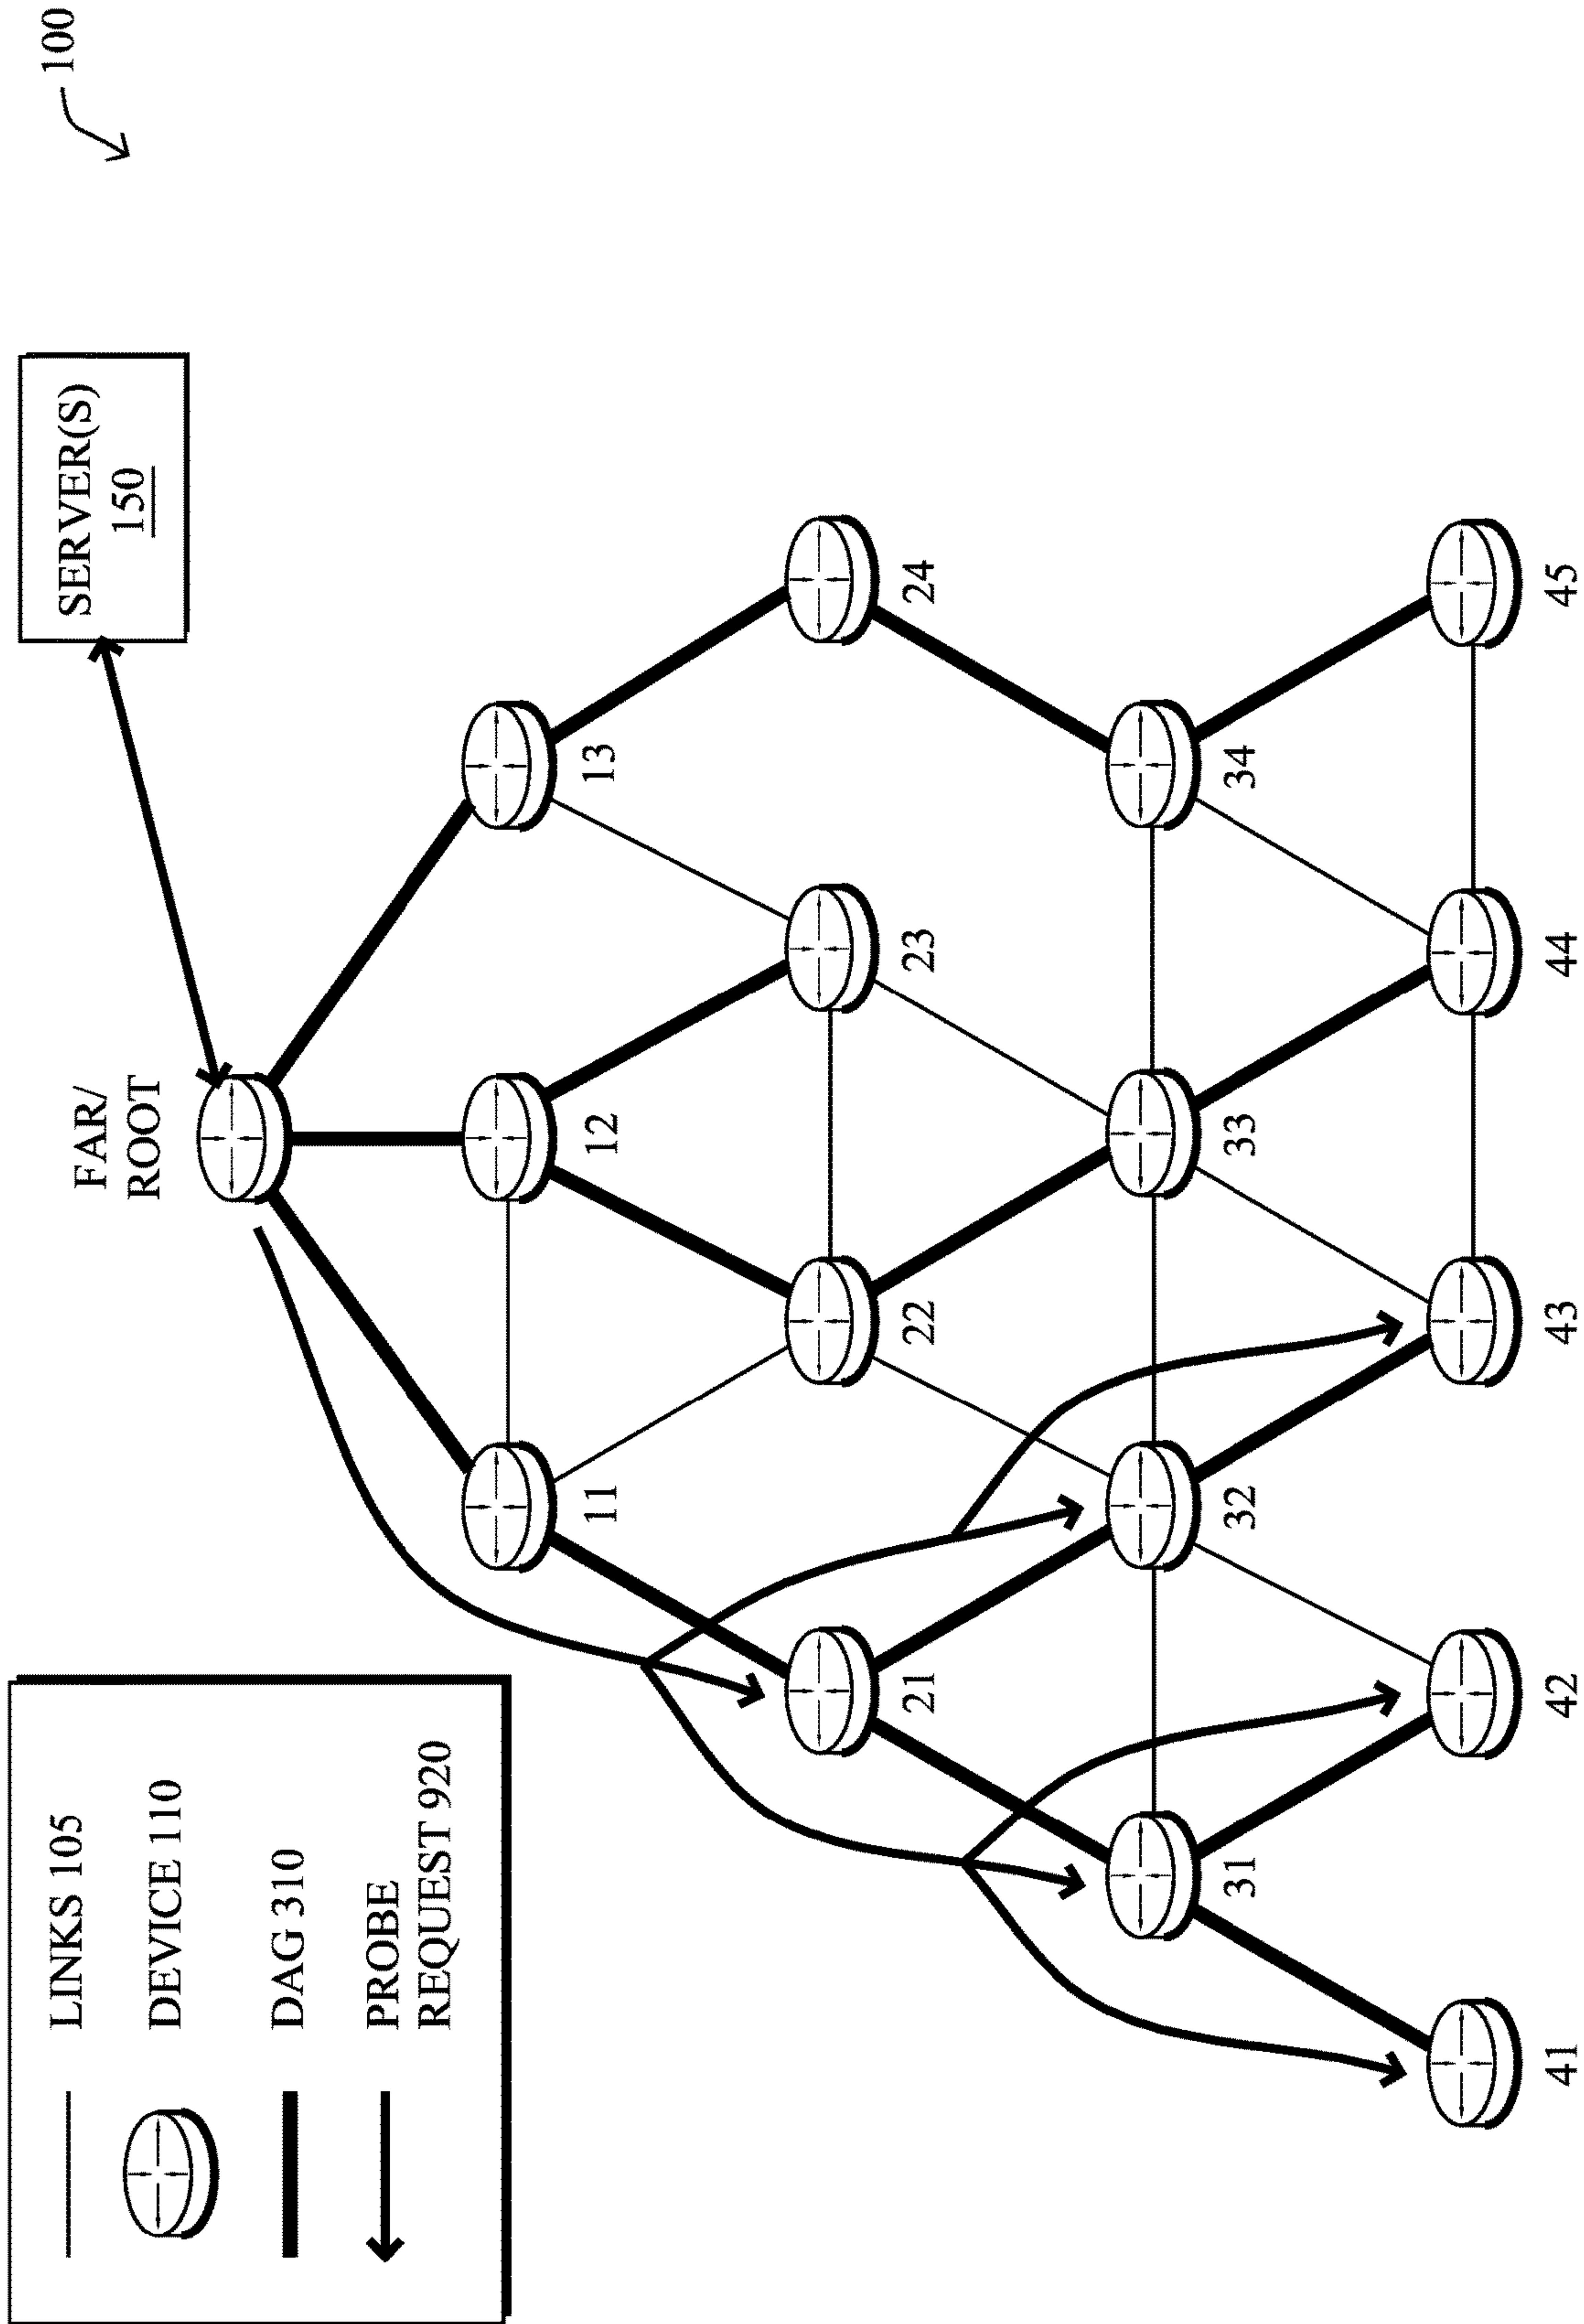 100
SERVER(S)
150
FAR/
ROOT
LINKS 105
DEVICE 110
DAG 310
PROBE
REQUEST 920
11
12
13
21
22
23
24
31
32
33
34
41
42
43
44
45